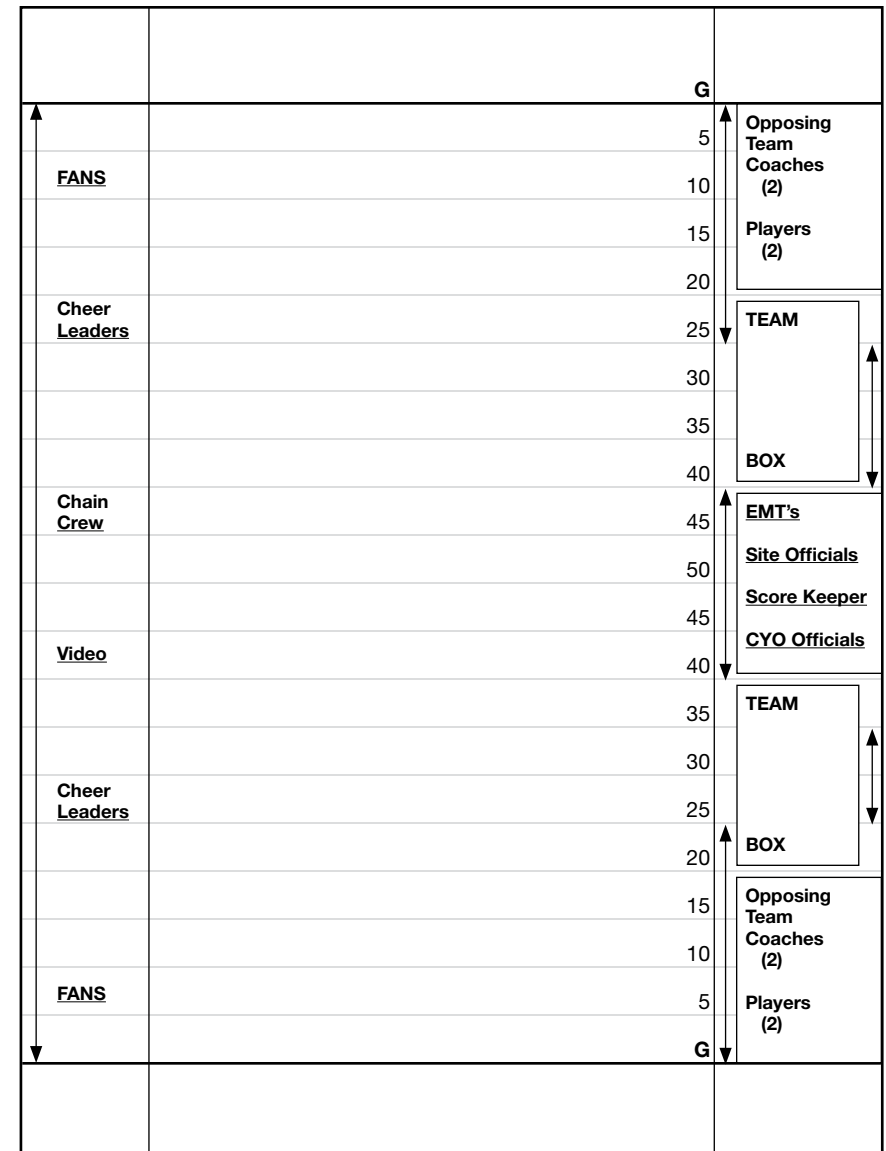 G
5
10
15
20
25
30
35
40
45
50
45
40
35
30
25
20
15
10
5
G
FANS
Cheer
Leaders
Chain
Crew
Video
Cheer
Leaders
FANS
Opposing
Team
Coaches
(2)
Players
(2)
TEAM
BOX
EMT's
Site Officials
Score Keeper
CYO Officials
TEAM
BOX
Opposing
Team
Coaches
(2)
Players
(2)